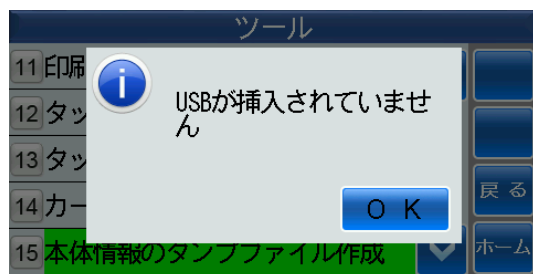 ツール
11 印刷
12 タッ
13 タッ
14 カー
15 本体情報のダンプファイル作成
USBが挿入されていませ
ん
OK
戻る
ホーム